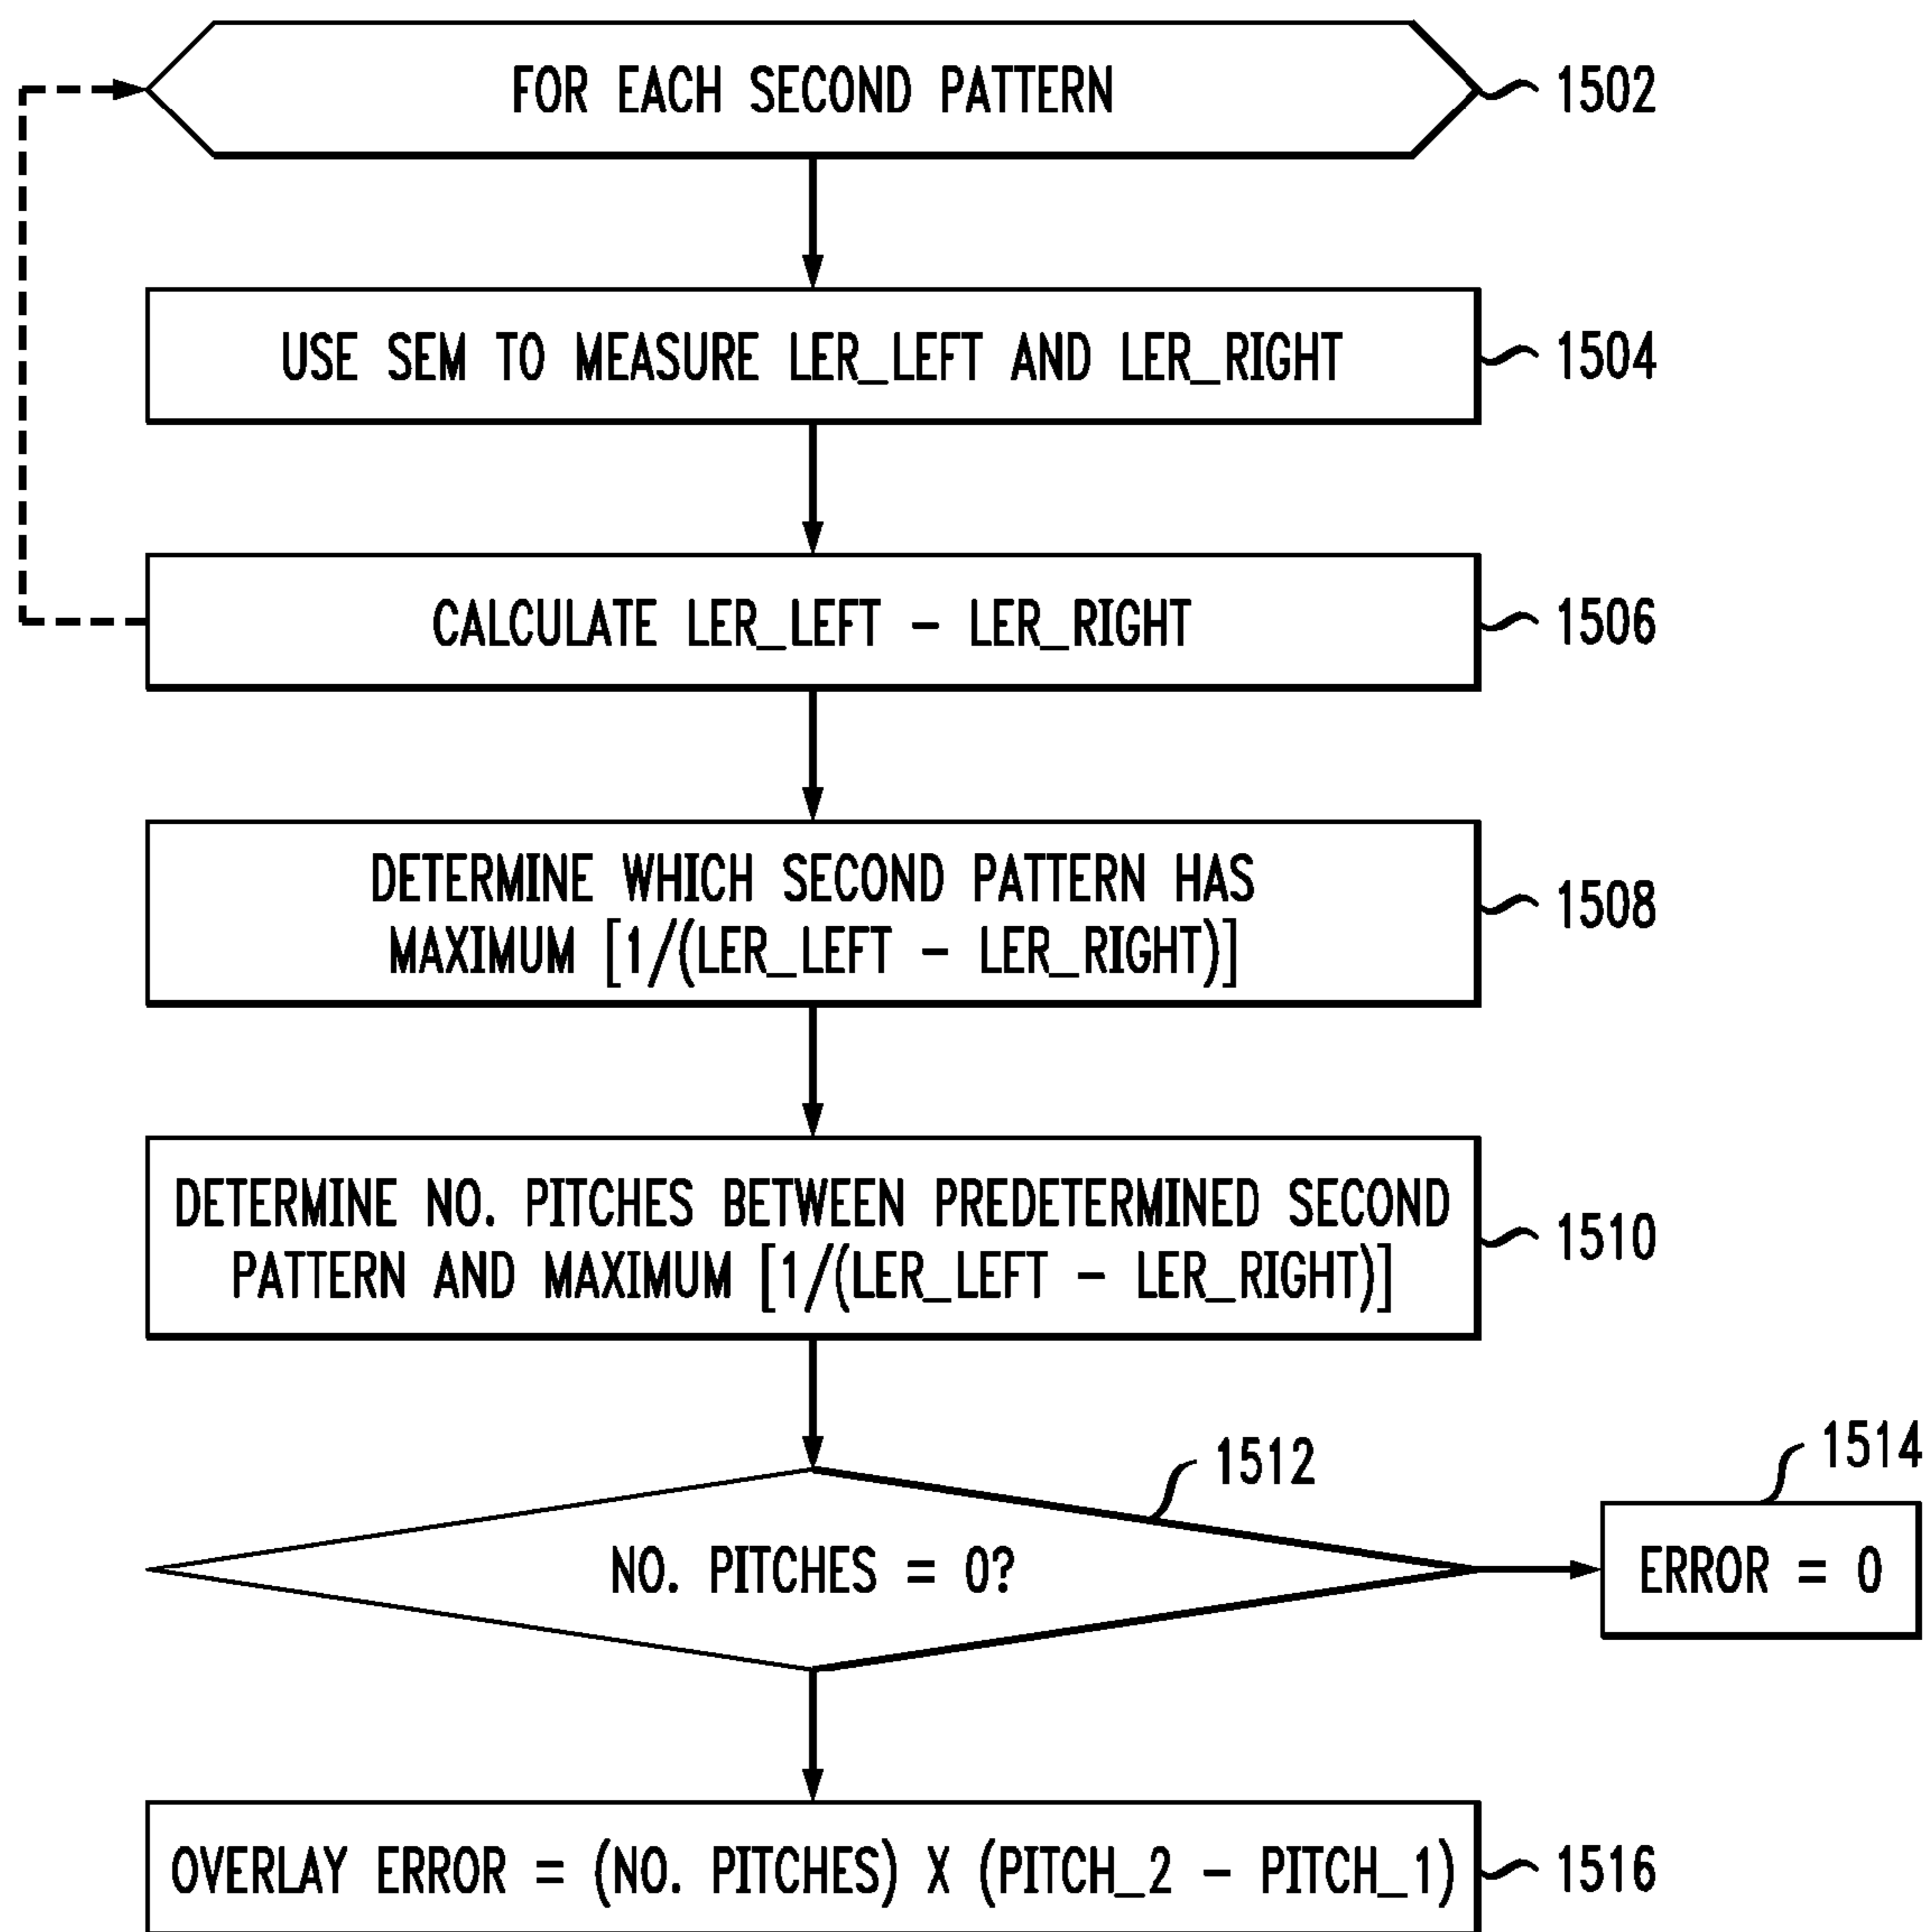 FOR EACH SECOND PATTERN
1502
USE SEM TO MEASURE LER_LEFT AND LER_RIGHT
1504
CALCULATE LER_LEFT - LER_RIGHT
1506
DETERMINE WHICH SECOND PATTERN HAS
MAXIMUM [1/(LER_LEFT - LER_RIGHT)]
1508
DETERMINE NO. PITCHES BETWEEN PREDETERMINED SECOND
PATTERN AND MAXIMUM [1/(LER_LEFT - LER_RIGHT)]
1510
1512
NO. PITCHES = 0?
1514
ERROR = 0
OVERLAY ERROR = (NO. PITCHES) X (PITCH_2 - PITCH_1)
1516